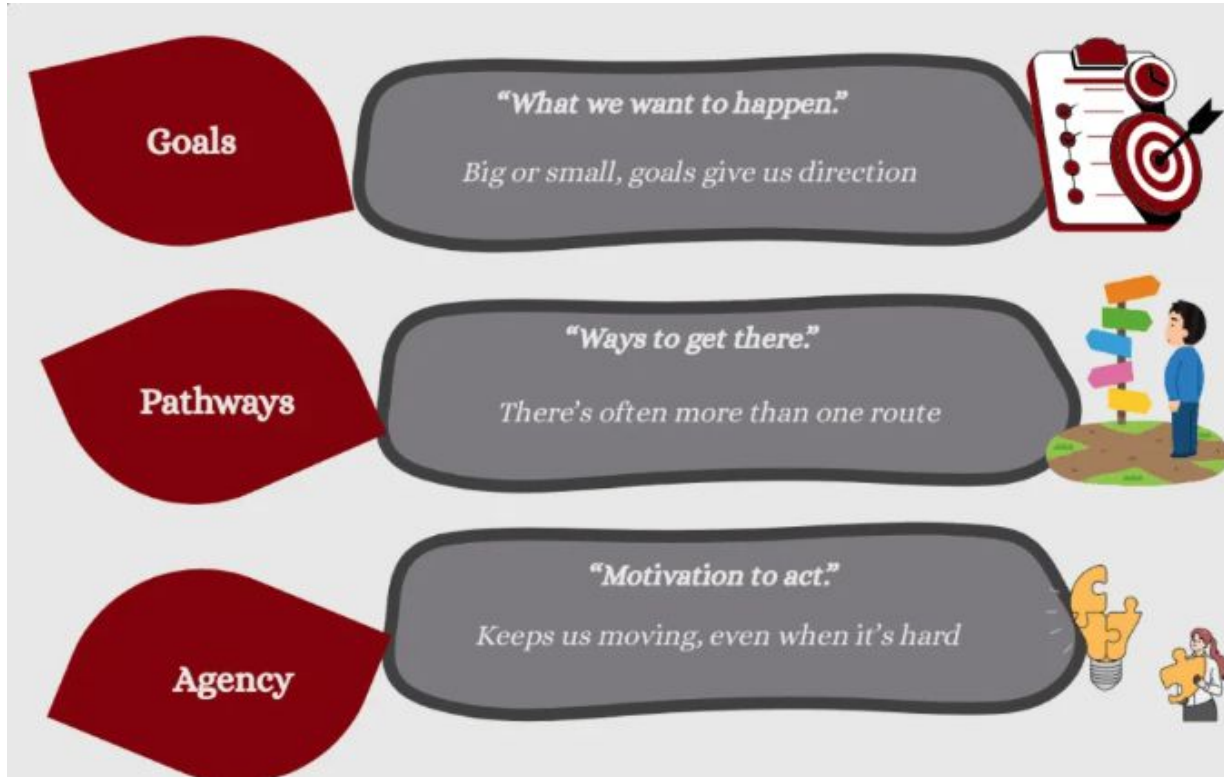 Goals
“What we want to happen.”
Big or small, goals give us direction
Pathways
“Ways to get there.”
There’s often more than one route
Agency
“Motivation to act.”
Keeps us moving, even when it’s hard